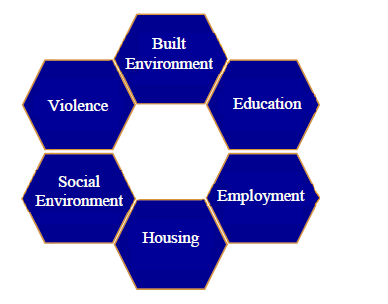 Built
Environment
Violence
Education
Social
Environment
Employment
Housing